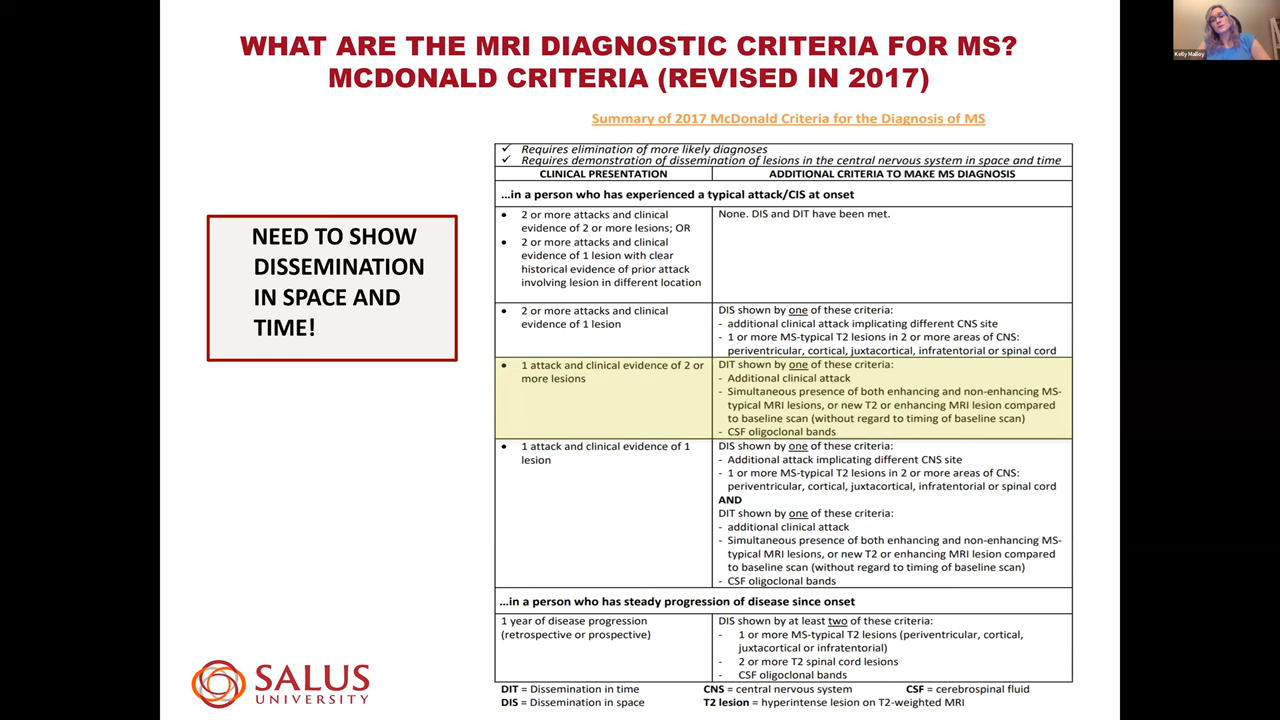 WHAT ARE THE MRI DIAGNOSTIC CRITERIA FOR MS?
MCDONALD CRITERIA (REVISED IN 2017)
Kelly Malloy
Summary of 2017 McDonald Criteria for the Diagnosis of MS
NEED TO SHOW
DISSEMINATION
IN SPACE AND
TIME!
✓ Requires elimination of more likely diagnoses
✓ Requires demonstration of dissemination of lesions in the central nervous system in space and time
CLINICAL PRESENTATION
ADDITIONAL CRITERIA TO MAKE MS DIAGNOSIS
…in a person who has experienced a typical attack/CIS at onset
• 2 or more attacks and clinical
evidence of 2 or more lesions; OR
• 2 or more attacks and clinical
evidence of 1 lesion with clear
historical evidence of prior attack
involving lesion in different location
None. DIS and DIT have been met.
• 2 or more attacks and clinical
evidence of 1 lesion
DIS shown by one of these criteria:
- additional clinical attack implicating different CNS site
- 1 or more MS-typical T2 lesions in 2 or more areas of CNS:
periventricular, cortical, juxtacortical, infratentorial or spinal cord
• 1 attack and clinical evidence of 2 or
more lesions
DIT shown by one of these criteria:
- Additional clinical attack
- Simultaneous presence of both enhancing and non-enhancing MS-
typical MRI lesions, or new T2 or enhancing MRI lesion compared
to baseline scan (without regard to timing of baseline scan)
- CSF oligoclonal bands
• 1 attack and clinical evidence of 1
lesion
DIS shown by one of these criteria:
- Additional attack implicating different CNS site
- 1 or more MS-typical T2 lesions in 2 or more areas of CNS:
periventricular, cortical, juxtacortical, infratentorial or spinal cord
AND
DIT shown by one of these criteria:
- additional clinical attack
- Simultaneous presence of both enhancing and non-enhancing MS-
typical MRI lesions, or new T2 or enhancing MRI lesion compared
to baseline scan (without regard to timing of baseline scan)
- CSF oligoclonal bands
…in a person who has steady progression of disease since onset
1 year of disease progression
(retrospective or prospective)
DIS shown by at least two of these criteria:
- 1 or more MS-typical T2 lesions (periventricular, cortical,
juxtacortical or infratentorial)
- 2 or more T2 spinal cord lesions
- CSF oligoclonal bands
DIT = Dissemination in time
CNS = central nervous system
CSF = cerebrospinal fluid
DIS = Dissemination in space
T2 lesion = hyperintense lesion on T2-weighted MRI
SALUS
UNIVERSITY